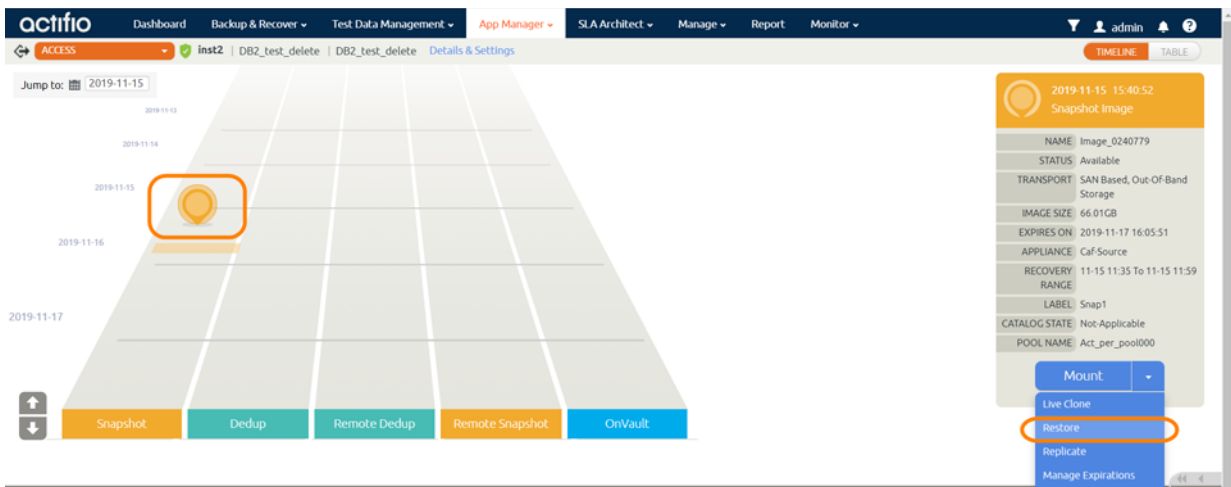 actifio Dashboard Backup & Recover Test Data Management App Manager SLA Architect Manage Report Monitor admin ?
ACCESS inst2 | DB2_test_delete | DB2_test_delete Details & Settings TIMELINE TABLE
Jump to: 2019-11-15
2019-11-13
2019-11-14
2019-11-15
2019-11-16
2019-11-17
Snapshot Dedup Remote Dedup Remote Snapshot OnVault
2019-11-15 15:40:52
Snapshot Image
NAME Image_0240779
STATUS Available
TRANSPORT SAN Based, Out-Of-Band
Storage
IMAGE SIZE 66.01GB
EXPIRES ON 2019-11-17 16:05:51
APPLIANCE Caf-Source
RECOVERY 11-15 11:35 To 11-15 11:59
RANGE
LABEL Snap1
CATALOG STATE Not-Applicable
POOL NAME Act_per_pool000
Mount
Live Clone
Restore
Replicate
Manage Expirations